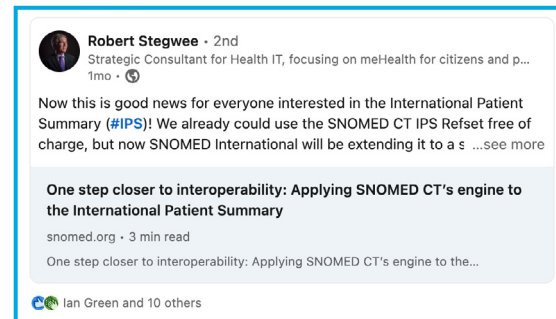 Robert Stegwee • 2nd
Strategic Consultant for Health IT, focusing on meHealth for citizens and p...
1mo •
Now this is good news for everyone interested in the International Patient
Summary (#IPS)! We already could use the SNOMED CT IPS Refset free of
charge, but now SNOMED International will be extending it to a s ...see more
One step closer to interoperability: Applying SNOMED CT's engine to
the International Patient Summary
snomed.org • 3 min read
One step closer to interoperability: Applying SNOMED CT's engine to the...
Ian Green and 10 others